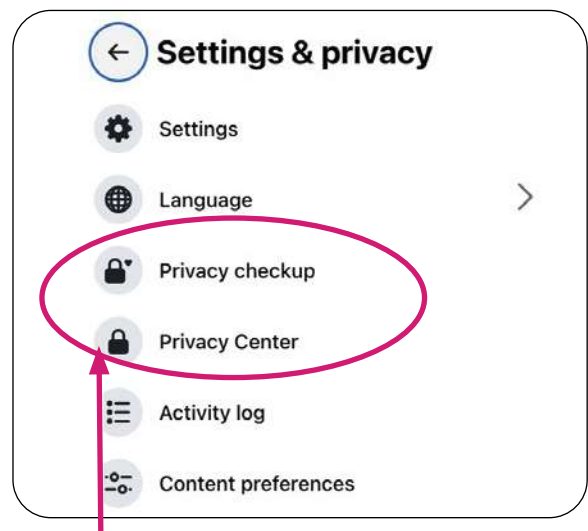 Settings & privacy
Settings
Language
Privacy checkup
Privacy Center
Activity log
Content preferences